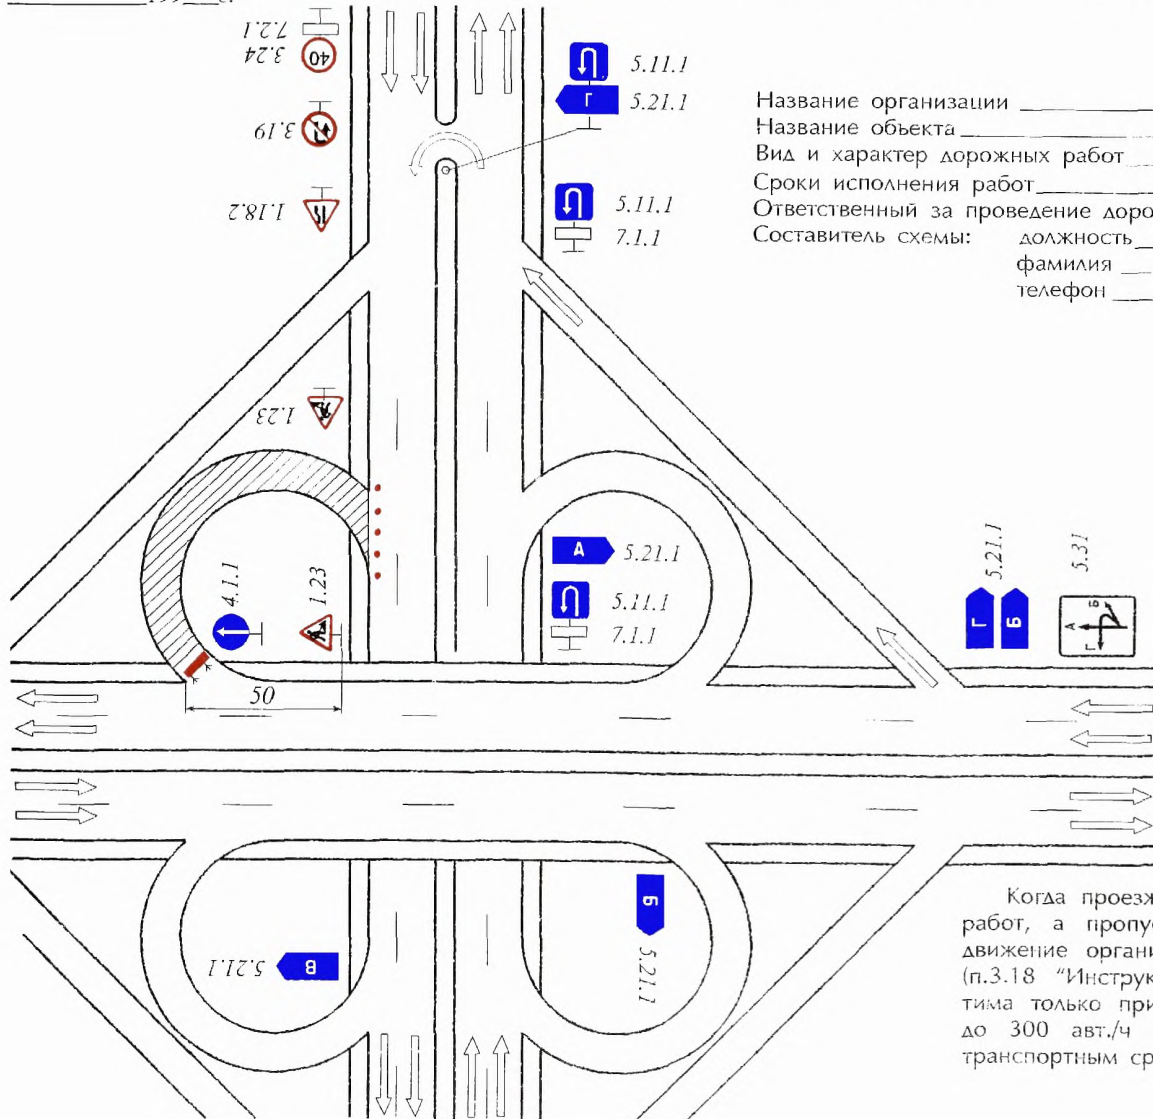 7.2.1
40
3.24
3.19
1.18.2
5.11.1
Г
5.21.1
5.11.1
7.1.1
Название организации
Название объекта
Вид и характер дорожных работ
Сроки исполнения работ
Ответственный за проведение доро
Составитель схемы: должность
фамилия
телефон
1.23
4.1.1
1.23
50
А
5.21.1
5.11.1
7.1.1
Г
Б
5.21.1
5.31
А
Б
Г
В
5.21.1
Б
5.21.1
Когда проезж
работ, а пропус
движение органи
(п.3.18 "Инструк
тима только при
до 300 авт./ч
транспортным ср